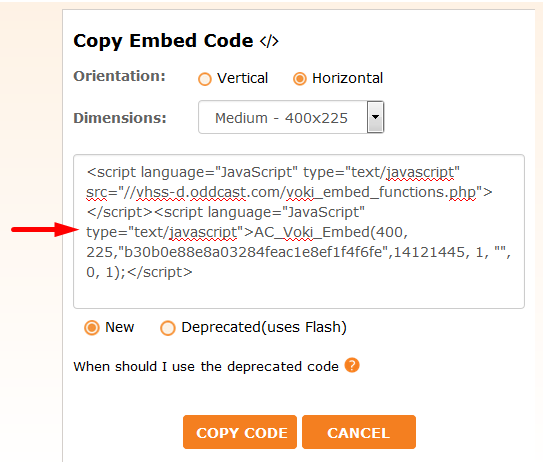 Copy Embed Code </>
Orientation: Vertical Horizontal
Dimensions: Medium - 400x225
<script language="JavaScript" type="text/javascript"
src="//vhss-d.oddcast.com/voki_embed_functions.php">
</script><script language="JavaScript"
type="text/javascript">AC_Voki_Embed(400,
225,"b30b0e88e8a03284feac1e8ef1f4f6fe",14121445, 1, "",
0, 1);</script>
New Deprecated(uses Flash)
When should I use the deprecated code ?
COPY CODE CANCEL